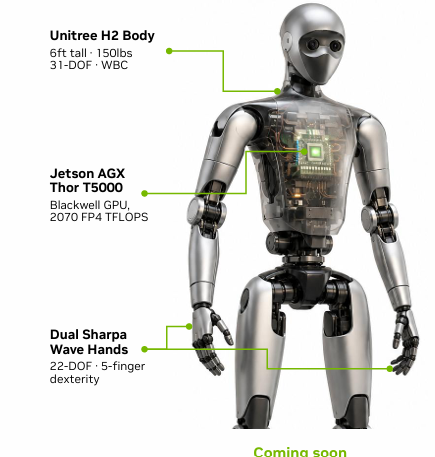 Unitree H2 Body
6ft tall · 150lbs
31-DOF · WBC
Jetson AGX
Thor T5000
Blackwell GPU,
2070 FP4 TFLOPS
Dual Sharpa
Wave Hands
22-DOF · 5-finger
dexterity
Coming soon